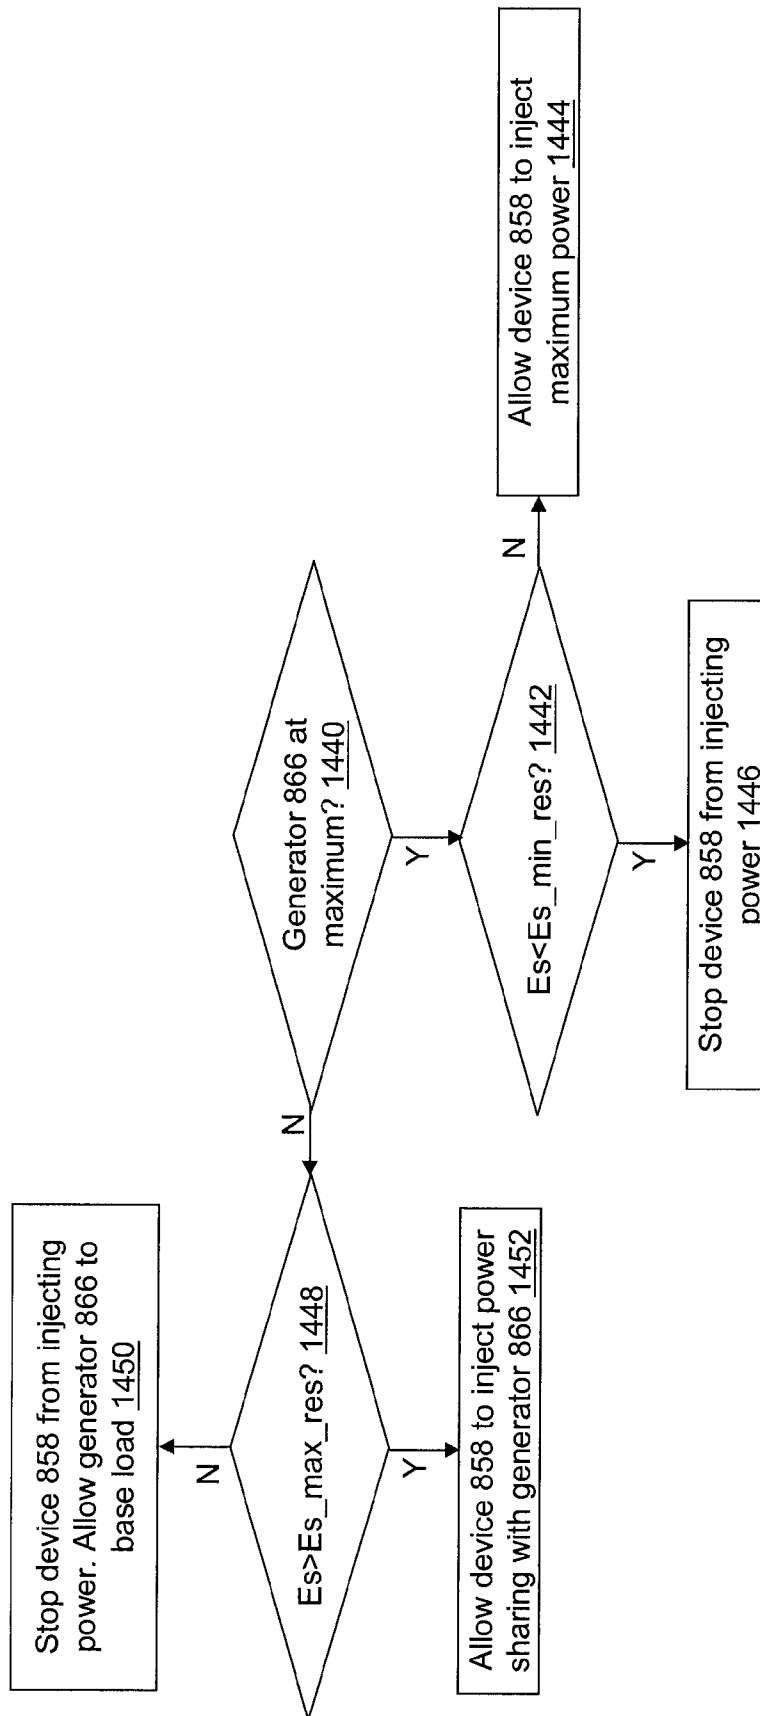 Stop device 858 from injecting
power. Allow generator 866 to
base load 1450
N
Es>Es_max_res? 1448
Y
Allow device 858 to inject power
sharing with generator 866 1452
N
Generator 866 at
maximum? 1440
Y
Es<Es_min_res? 1442
N
Allow device 858 to inject
maximum power 1444
Y
Stop device 858 from injecting
power 1446